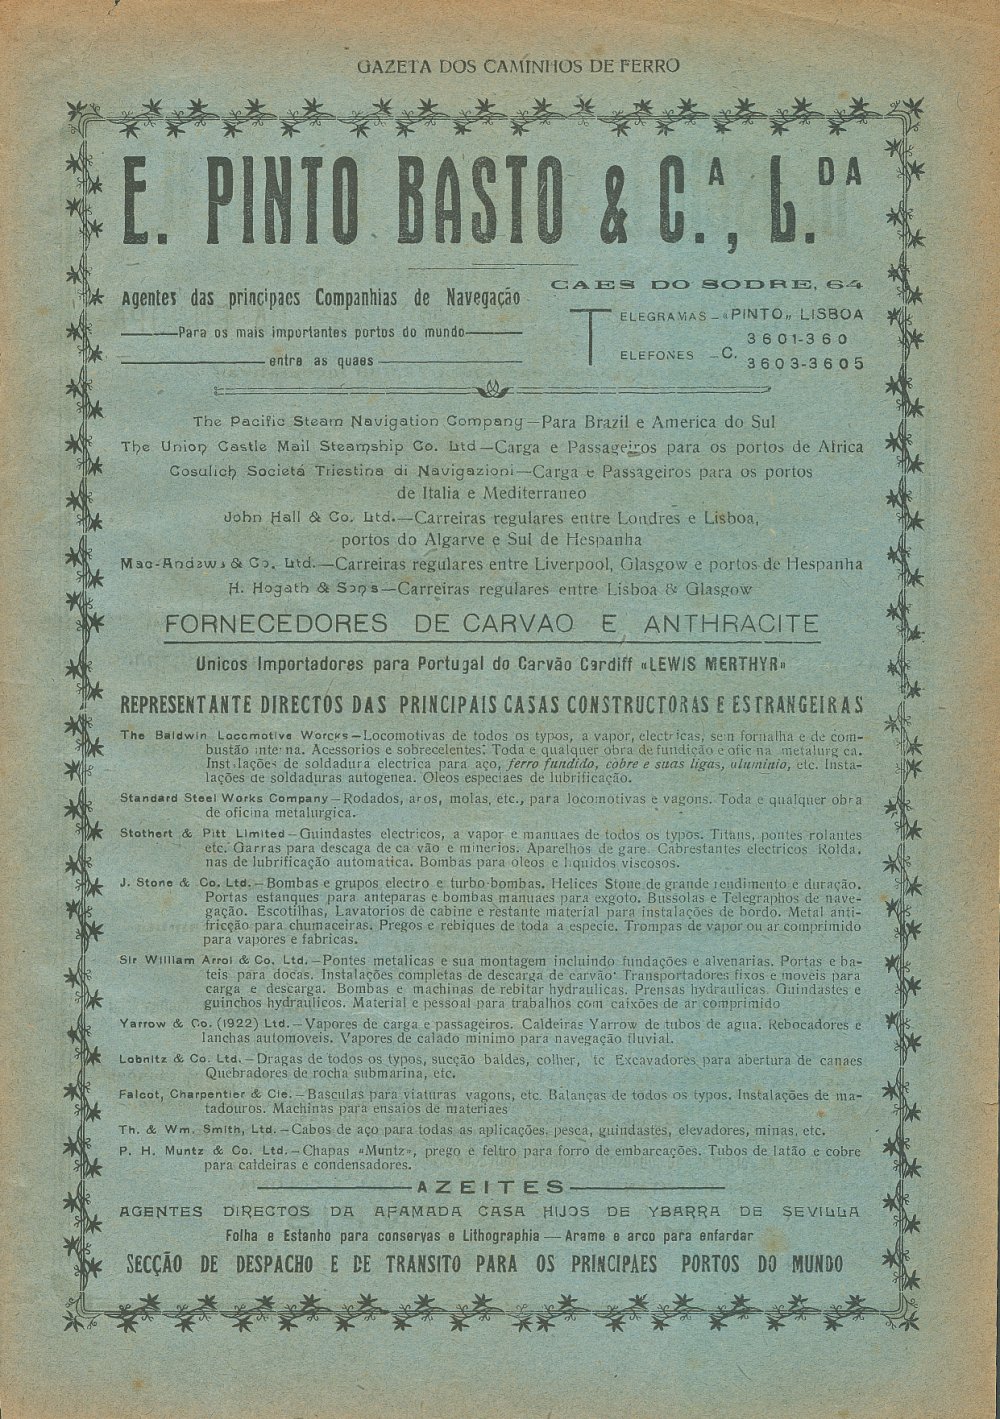 GAZETA DOS CAMINHOS DE FERRO
E. PINTO BASTO & C.ª, L.DA
Agentes das principaes Companhias de Navegação
Para os mais importantes portos do mundo
entre as quaes
CAES DO SODRE, 64
TELEGRAMAS – «PINTO» LISBOA
TELEFONES – C. 3601-360
3603-3605
The Pacific Steam Navigation Company—Para Brazil e America do Sul
The Union Castle Mail Steamship Co. Ltd—Carga e Passageiros para os portos de Africa
Cosulich Societá Triestina di Navigazioni—Carga e Passageiros para os portos
de Italia e Mediterraneo
John Hall & Co. Ltd.—Carreiras regulares entre Londres e Lisboa,
portos do Algarve e Sul de Hespanha
Mac-Andews & Co. Ltd.—Carreiras regulares entre Liverpool, Glasgow e portos de Hespanha
H. Hogath & Sons—Carreiras regulares entre Lisboa & Glasgow
FORNECEDORES DE CARVAO E ANTHRACITE
Unicos Importadores para Portugal do Carvão Cardiff «LEWIS MERTHYR»
REPRESENTANTE DIRECTOS DAS PRINCIPAIS CASAS CONSTRUCTORAS E ESTRANGEIRAS
The Baldwin Locomotive Worcks—Locomotivas de todos os typos, a vapor, electricas, sem fornalha e de com-
bustão interna. Acessorios e sobrecelentes. Toda e qualquer obra de fundição e oficina metalurgica.
Instalações de soldadura electrica para aço, ferro fundido, cobre e suas ligas, aluminio, etc. Insta-
lações de soldaduras autogenea. Oleos especiaes de lubrificação.
Standard Steel Works Company—Rodados, aros, molas, etc., para locomotivas e vagons. Toda e qualquer obra
de oficina metalurgica.
Stothert & Pitt Limited—Guindastes electricos, a vapor e manuaes de todos os typos. Titans, pontes rolantes
etc. Garras para descaga de carvão e minerios. Aparelhos de gare. Cabrestantes electricos Rolda,
nas de lubrificação automatica. Bombas para oleos e liquidos viscosos.
J. Stone & Co. Ltd.—Bombas e grupos electro e turbo-bombas. Helices Stone de grande rendimento e duração.
Portas estanques para anteparas e bombas manuaes para exgoto. Bussolas e Telegraphos de nave-
gação. Escotilhas, Lavatorios de cabine e restante material para instalações de bordo. Metal anti-
fricção para chumaceiras. Pregos e rebiques de toda a especie. Trompas de vapor ou ar comprimido
para vapores e fabricas.
Sir William Arrol & Co. Ltd.—Pontes metalicas e sua montagem incluindo fundações e alvenarias. Portas e ba-
teis para docas. Instalações completas de descarga de carvão. Transportadores fixos e moveis para
carga e descarga. Bombas e machinas de rebitar hydraulicas. Prensas hydraulicas. Guindastes e
guinchos hydraulicos. Material e pessoal para trabalhos com caixões de ar comprimido
Yarrow & Co. (1922) Ltd.—Vapores de carga e passageiros. Caldeiras Yarrow de tubos de agua. Rebocadores e
lanchas automoveis. Vapores de calado minimo para navegação fluvial.
Lobnitz & Co. Ltd.—Dragas de todos os typos, sucção baldes, colher, tc Excavadores para abertura de canaes
Quebradores de rocha submarina, etc.
Falcot, Charpentier & Cie.—Basculas para viaturas vagons, etc. Balanças de todos os typos. Instalações de ma-
tadouros. Machinas para ensaios de materiaes
Th. & Wm. Smith, Ltd.—Cabos de aço para todas as aplicações, pesca, guindastes, elevadores, minas, etc.
P. H. Muntz & Co. Ltd.—Chapas «Muntz», prego e feltro para forro de embarcações. Tubos de latão e cobre
para caldeiras e condensadores.
AZEITES
AGENTES DIRECTOS DA AFAMADA CASA HIJOS DE YBARRA DE SEVILLA
Folha e Estanho para conservas e Lithographia — Arame e arco para enfardar
SECÇÃO DE DESPACHO E DE TRANSITO PARA OS PRINCIPAES PORTOS DO MUNDO